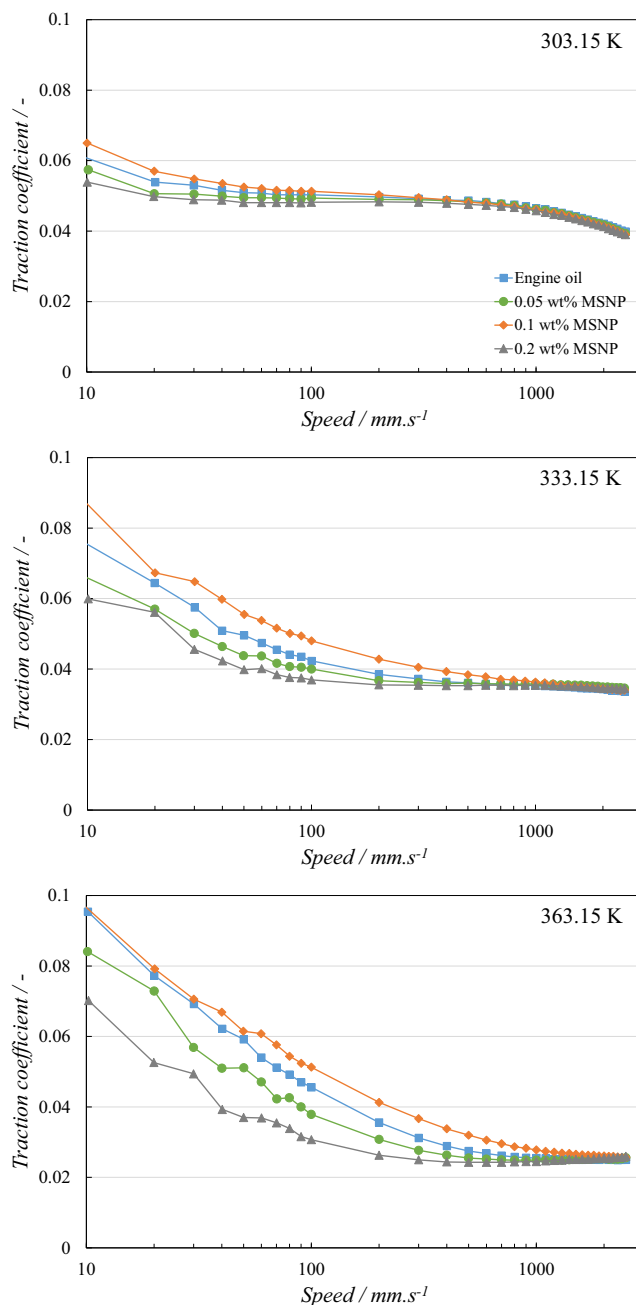 0.1
303.15 K
0.08
0.06
0.04
0.02
0
Traction coefficient / -
Engine oil
0.05 wt% MSNP
0.1 wt% MSNP
0.2 wt% MSNP
10 100 1000
Speed / mm.s-1
0.1
333.15 K
0.08
0.06
0.04
0.02
0
Traction coefficient / -
10 100 1000
Speed / mm.s-1
0.1
363.15 K
0.08
0.06
0.04
0.02
0
Traction coefficient / -
10 100 1000
Speed / mm.s-1